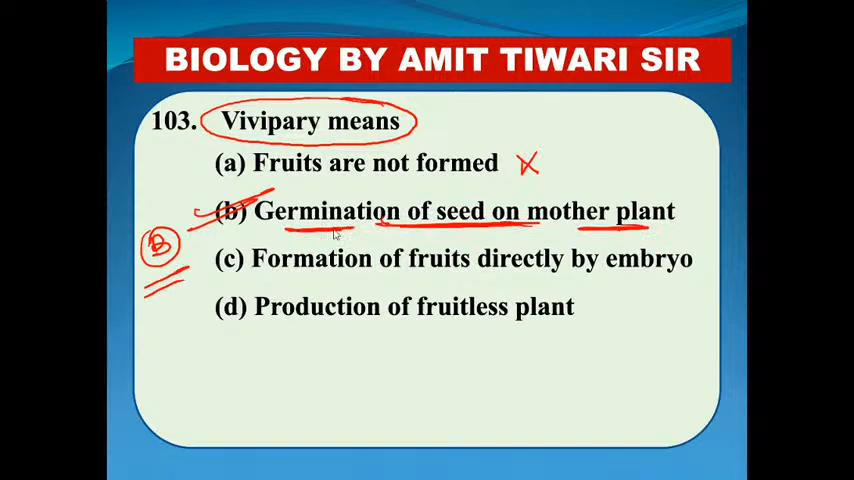 BIOLOGY BY AMIT TIWARI SIR
103. Vivipary means
(a) Fruits are not formed
(b) Germination of seed on mother plant
B
(c) Formation of fruits directly by embryo
(d) Production of fruitless plant